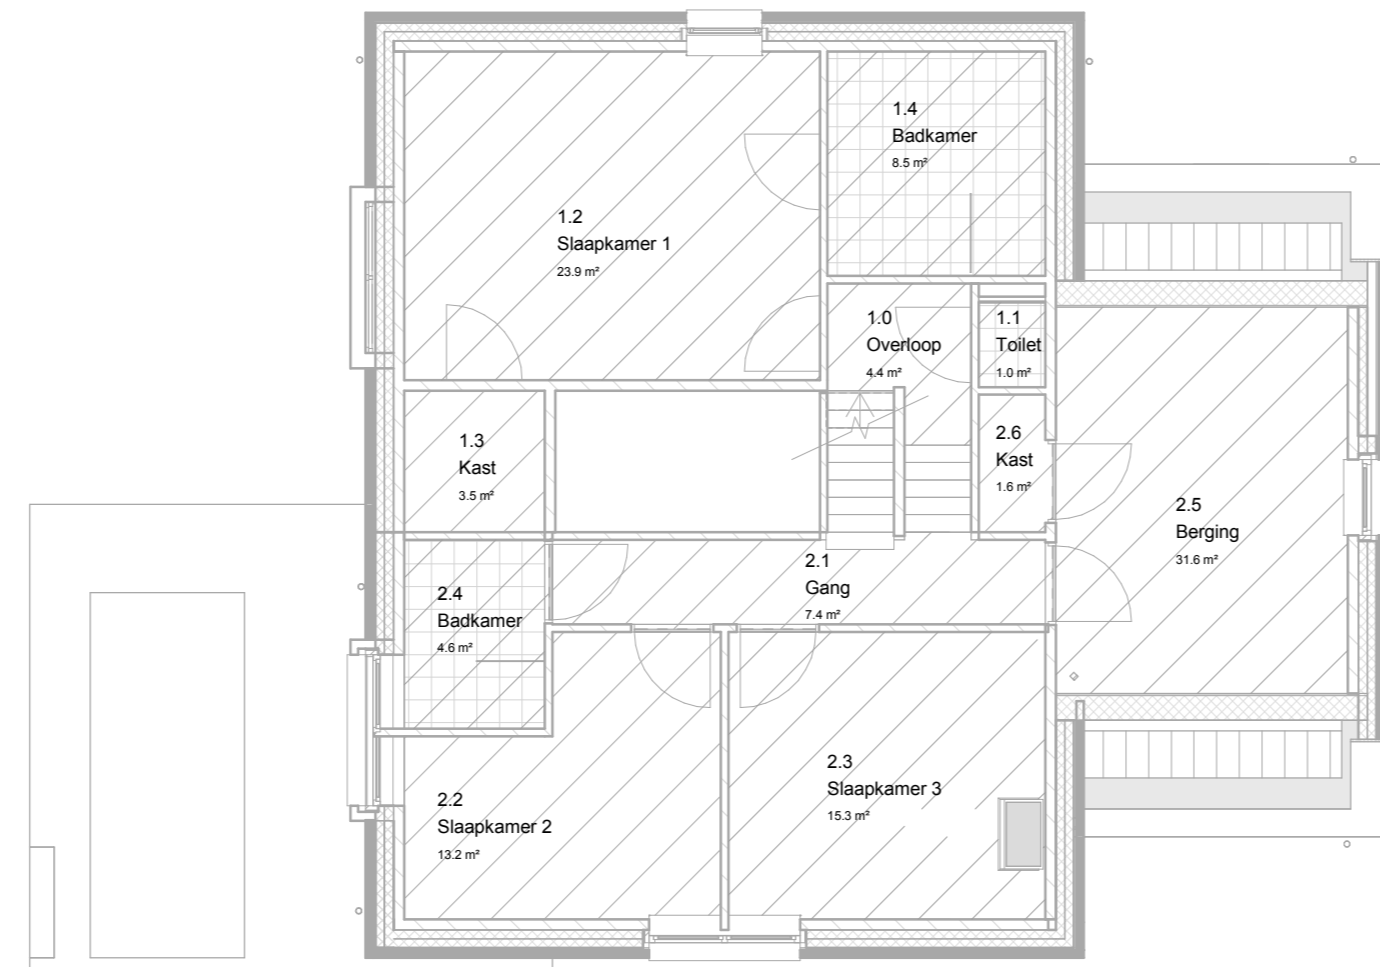 1.4
Badkamer
8.5 m²
1.2
Slaapkamer 1
23.9 m²
1.0
Overloop
4.4 m²
1.1
Toilet
1.0 m²
1.3
Kast
3.5 m²
2.6
Kast
1.6 m²
2.5
Berging
31.6 m²
2.1
Gang
7.4 m²
2.4
Badkamer
4.6 m²
2.3
Slaapkamer 3
15.3 m²
2.2
Slaapkamer 2
13.2 m²